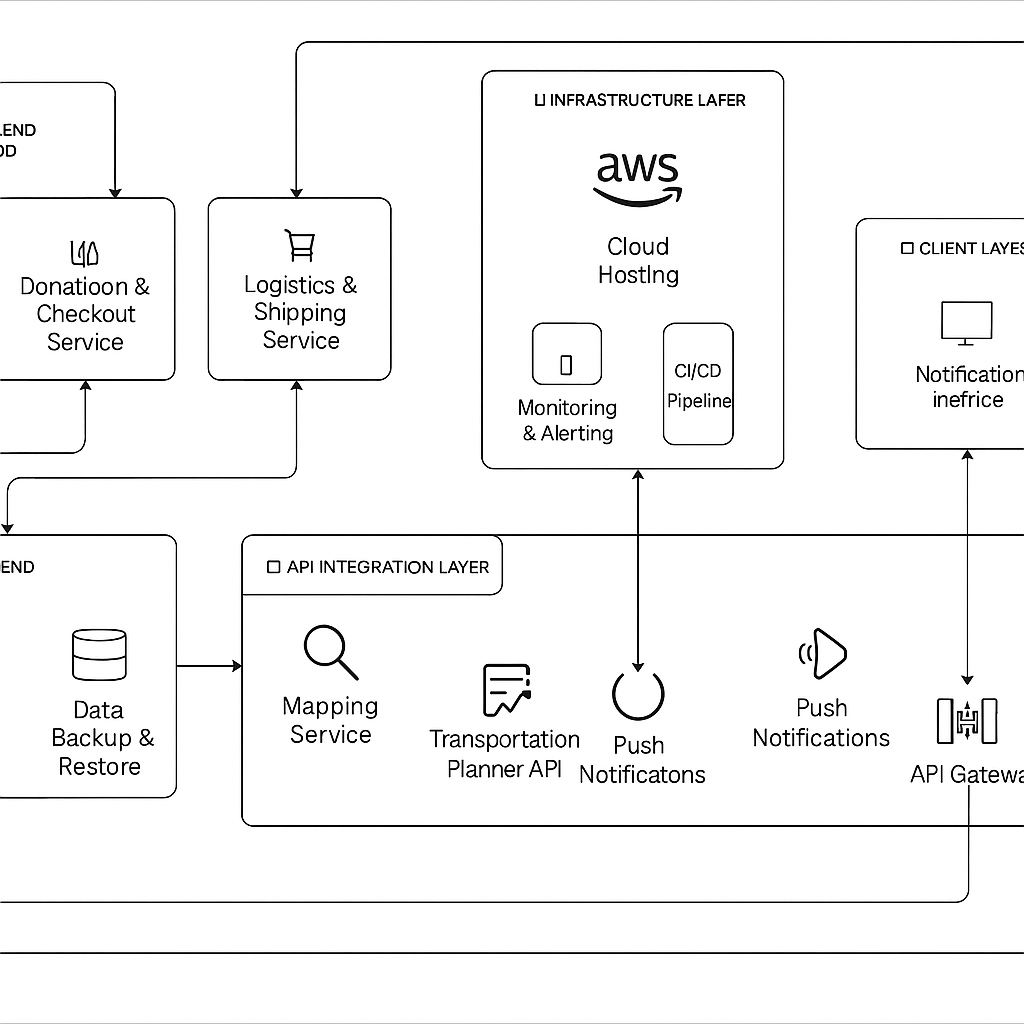 LEND
OD
Donatioon &
Checkout
Service
Logistics &
Shipping
Service
INFRASTRUCTURE LAFER
aws
Cloud
Hostlng
Monitoring
& Alerting
CI/CD
Pipeline
CLIENT LAYES
Notification
inefrice
END
Data
Backup &
Restore
API INTEGRATION LAYER
Mapping
Service
Transportation
Planner API
Push
Notificatons
Push
Notifications
API Gatewa